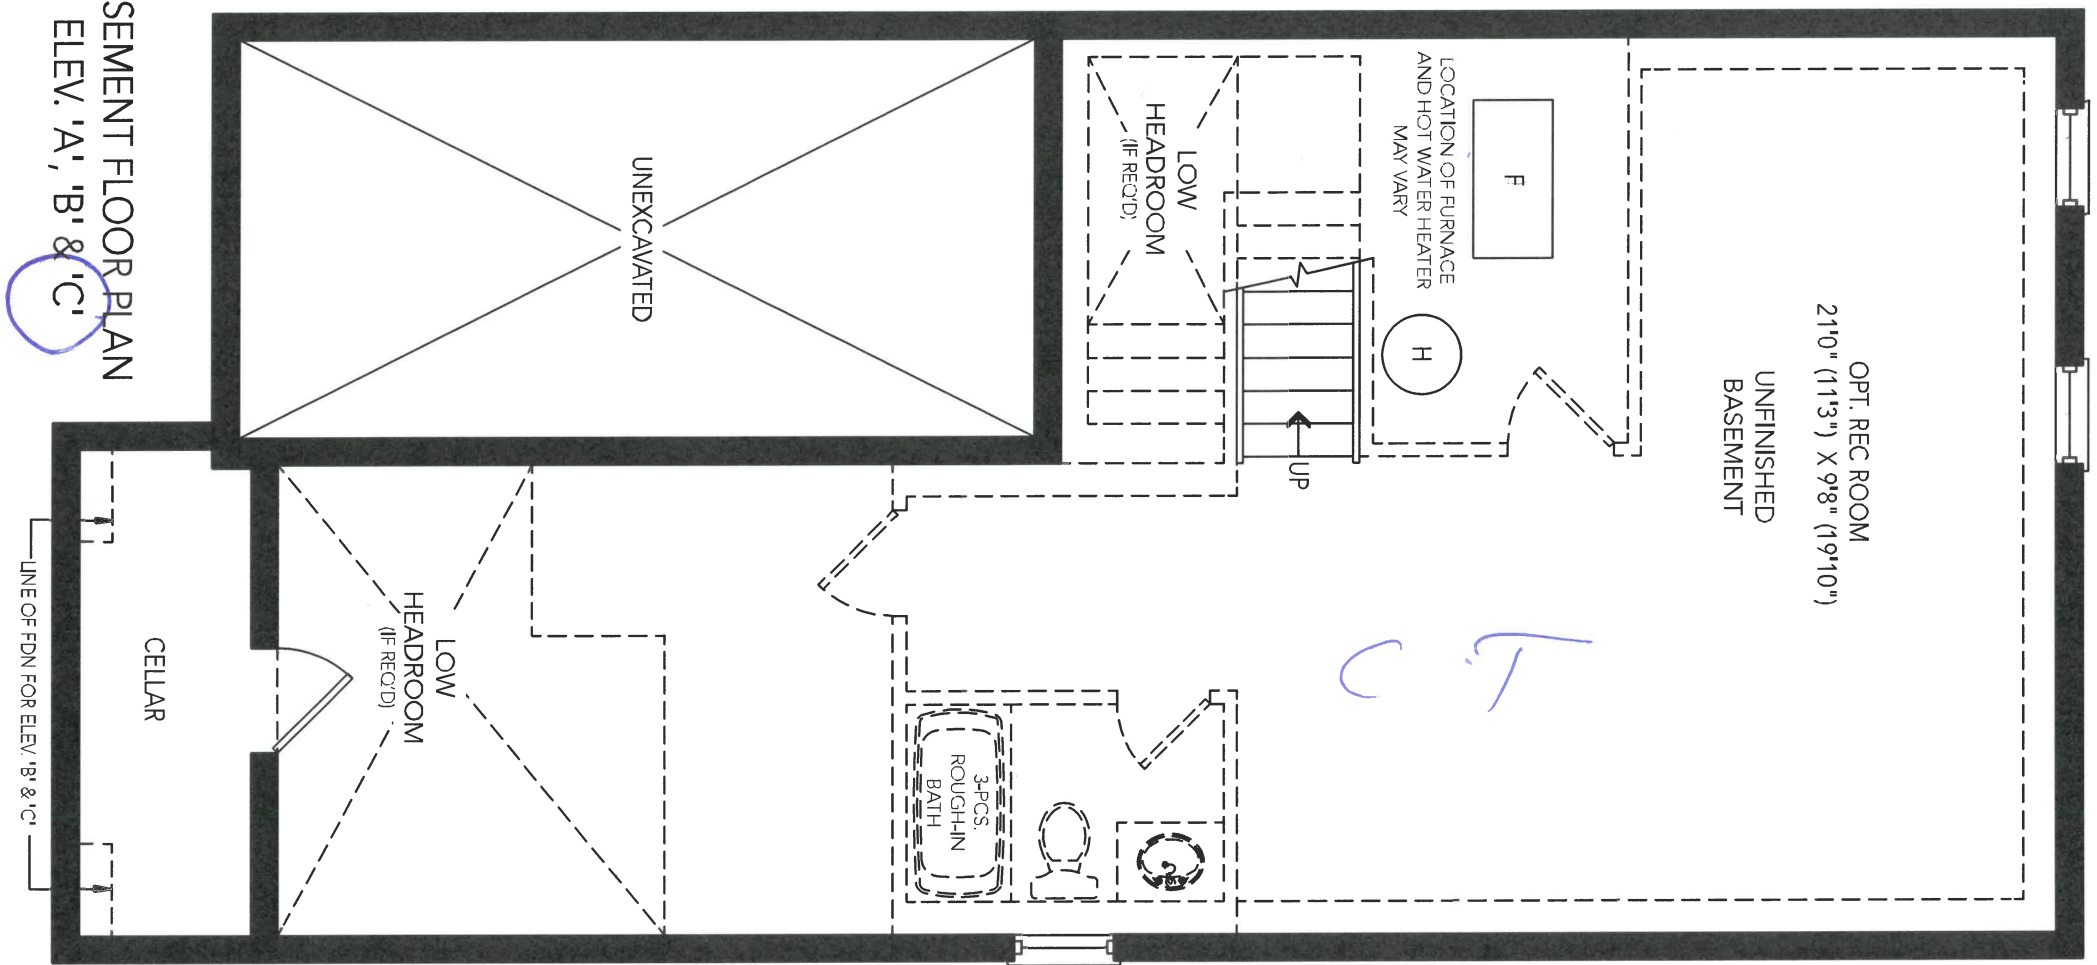 OPT. REC ROOM
21'0" (11'3") X 9'8" (19'10")
UNFINISHED
BASEMENT
F
LOCATION OF FURNACE
AND HOT WATER HEATER
MAY VARY
H
LOW
HEADROOM
(IF REQ'D)
UP
C T
3-PCS.
ROUGH-IN
BATH
UNEXCAVATED
LOW
HEADROOM
(IF REQ'D)
CELLAR
SEMENT FLOOR PLAN
ELEV. 'A', 'B' & 'C'
LINE OF FDN FOR ELEV. 'B' & 'C'